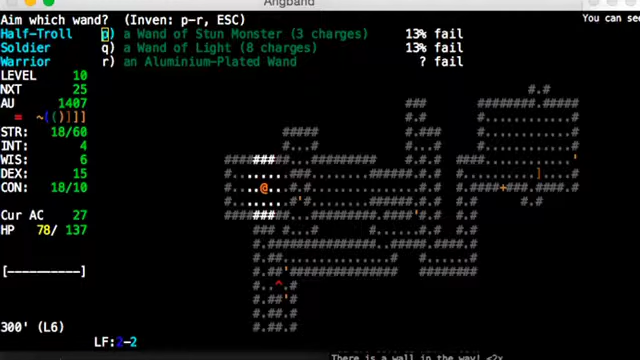 Angband
Aim which wand? (Inven: p-r, ESC)
You can see
Half-Troll p) a Wand of Stun Monster (3 charges) 13% fail
Soldier q) a Wand of Light (8 charges) 13% fail
Warrior r) an Aluminium-Plated Wand ? fail
LEVEL 10
NXT 25
AU 1407
= ~(()]]]
STR: 18/60
INT: 4
WIS: 6
DEX: 15
CON: 18/10
Cur AC 27
HP 78/ 137
[----------]
300' (L6)
LF:2-2
There is a wall in the way! <2x